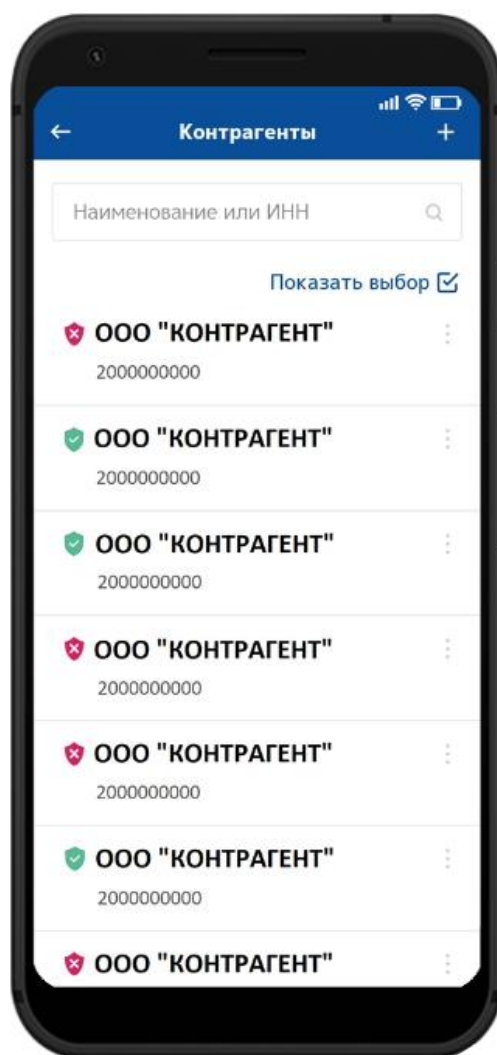 Контрагенты
Наименование или ИНН
Показать выбор
ООО "КОНТРАГЕНТ"
2000000000
ООО "КОНТРАГЕНТ"
2000000000
ООО "КОНТРАГЕНТ"
2000000000
ООО "КОНТРАГЕНТ"
2000000000
ООО "КОНТРАГЕНТ"
2000000000
ООО "КОНТРАГЕНТ"
2000000000
ООО "КОНТРАГЕНТ"